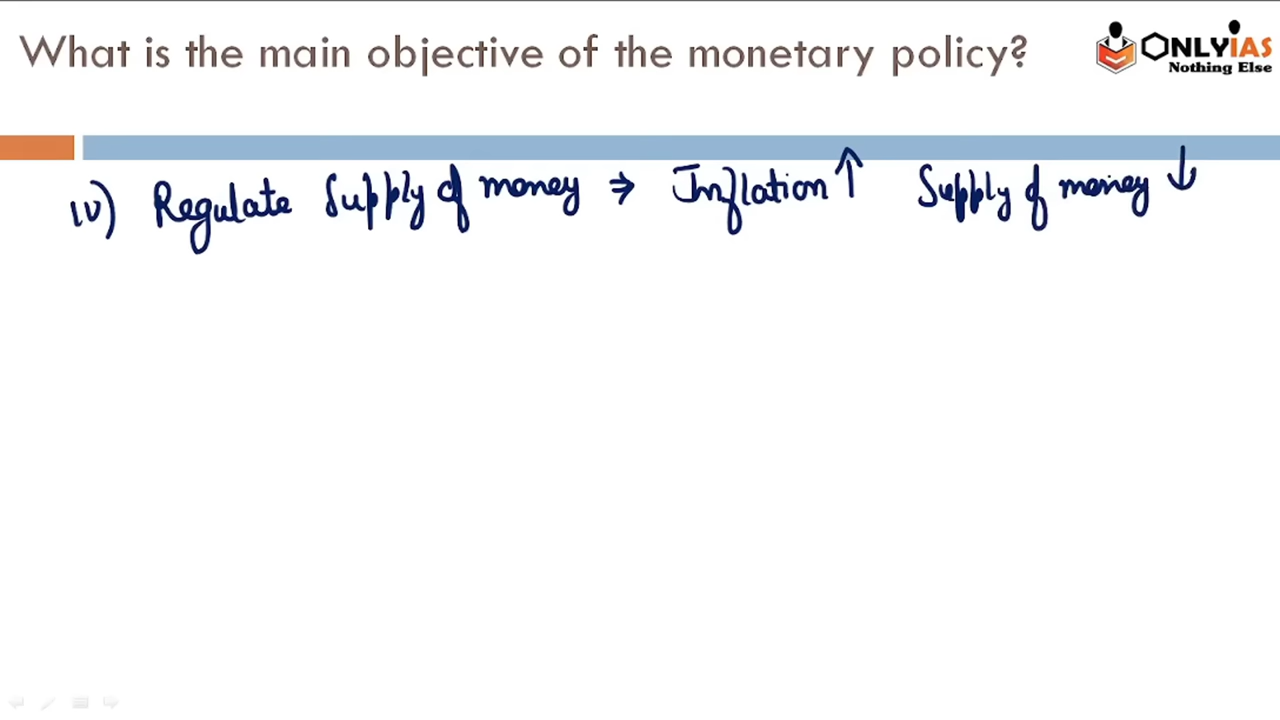 What is the main objective of the monetary policy?
ONLYIAS
Nothing Else
iv) Regulate Supply of money ⇒ Inflation ↑ Supply of money ↓